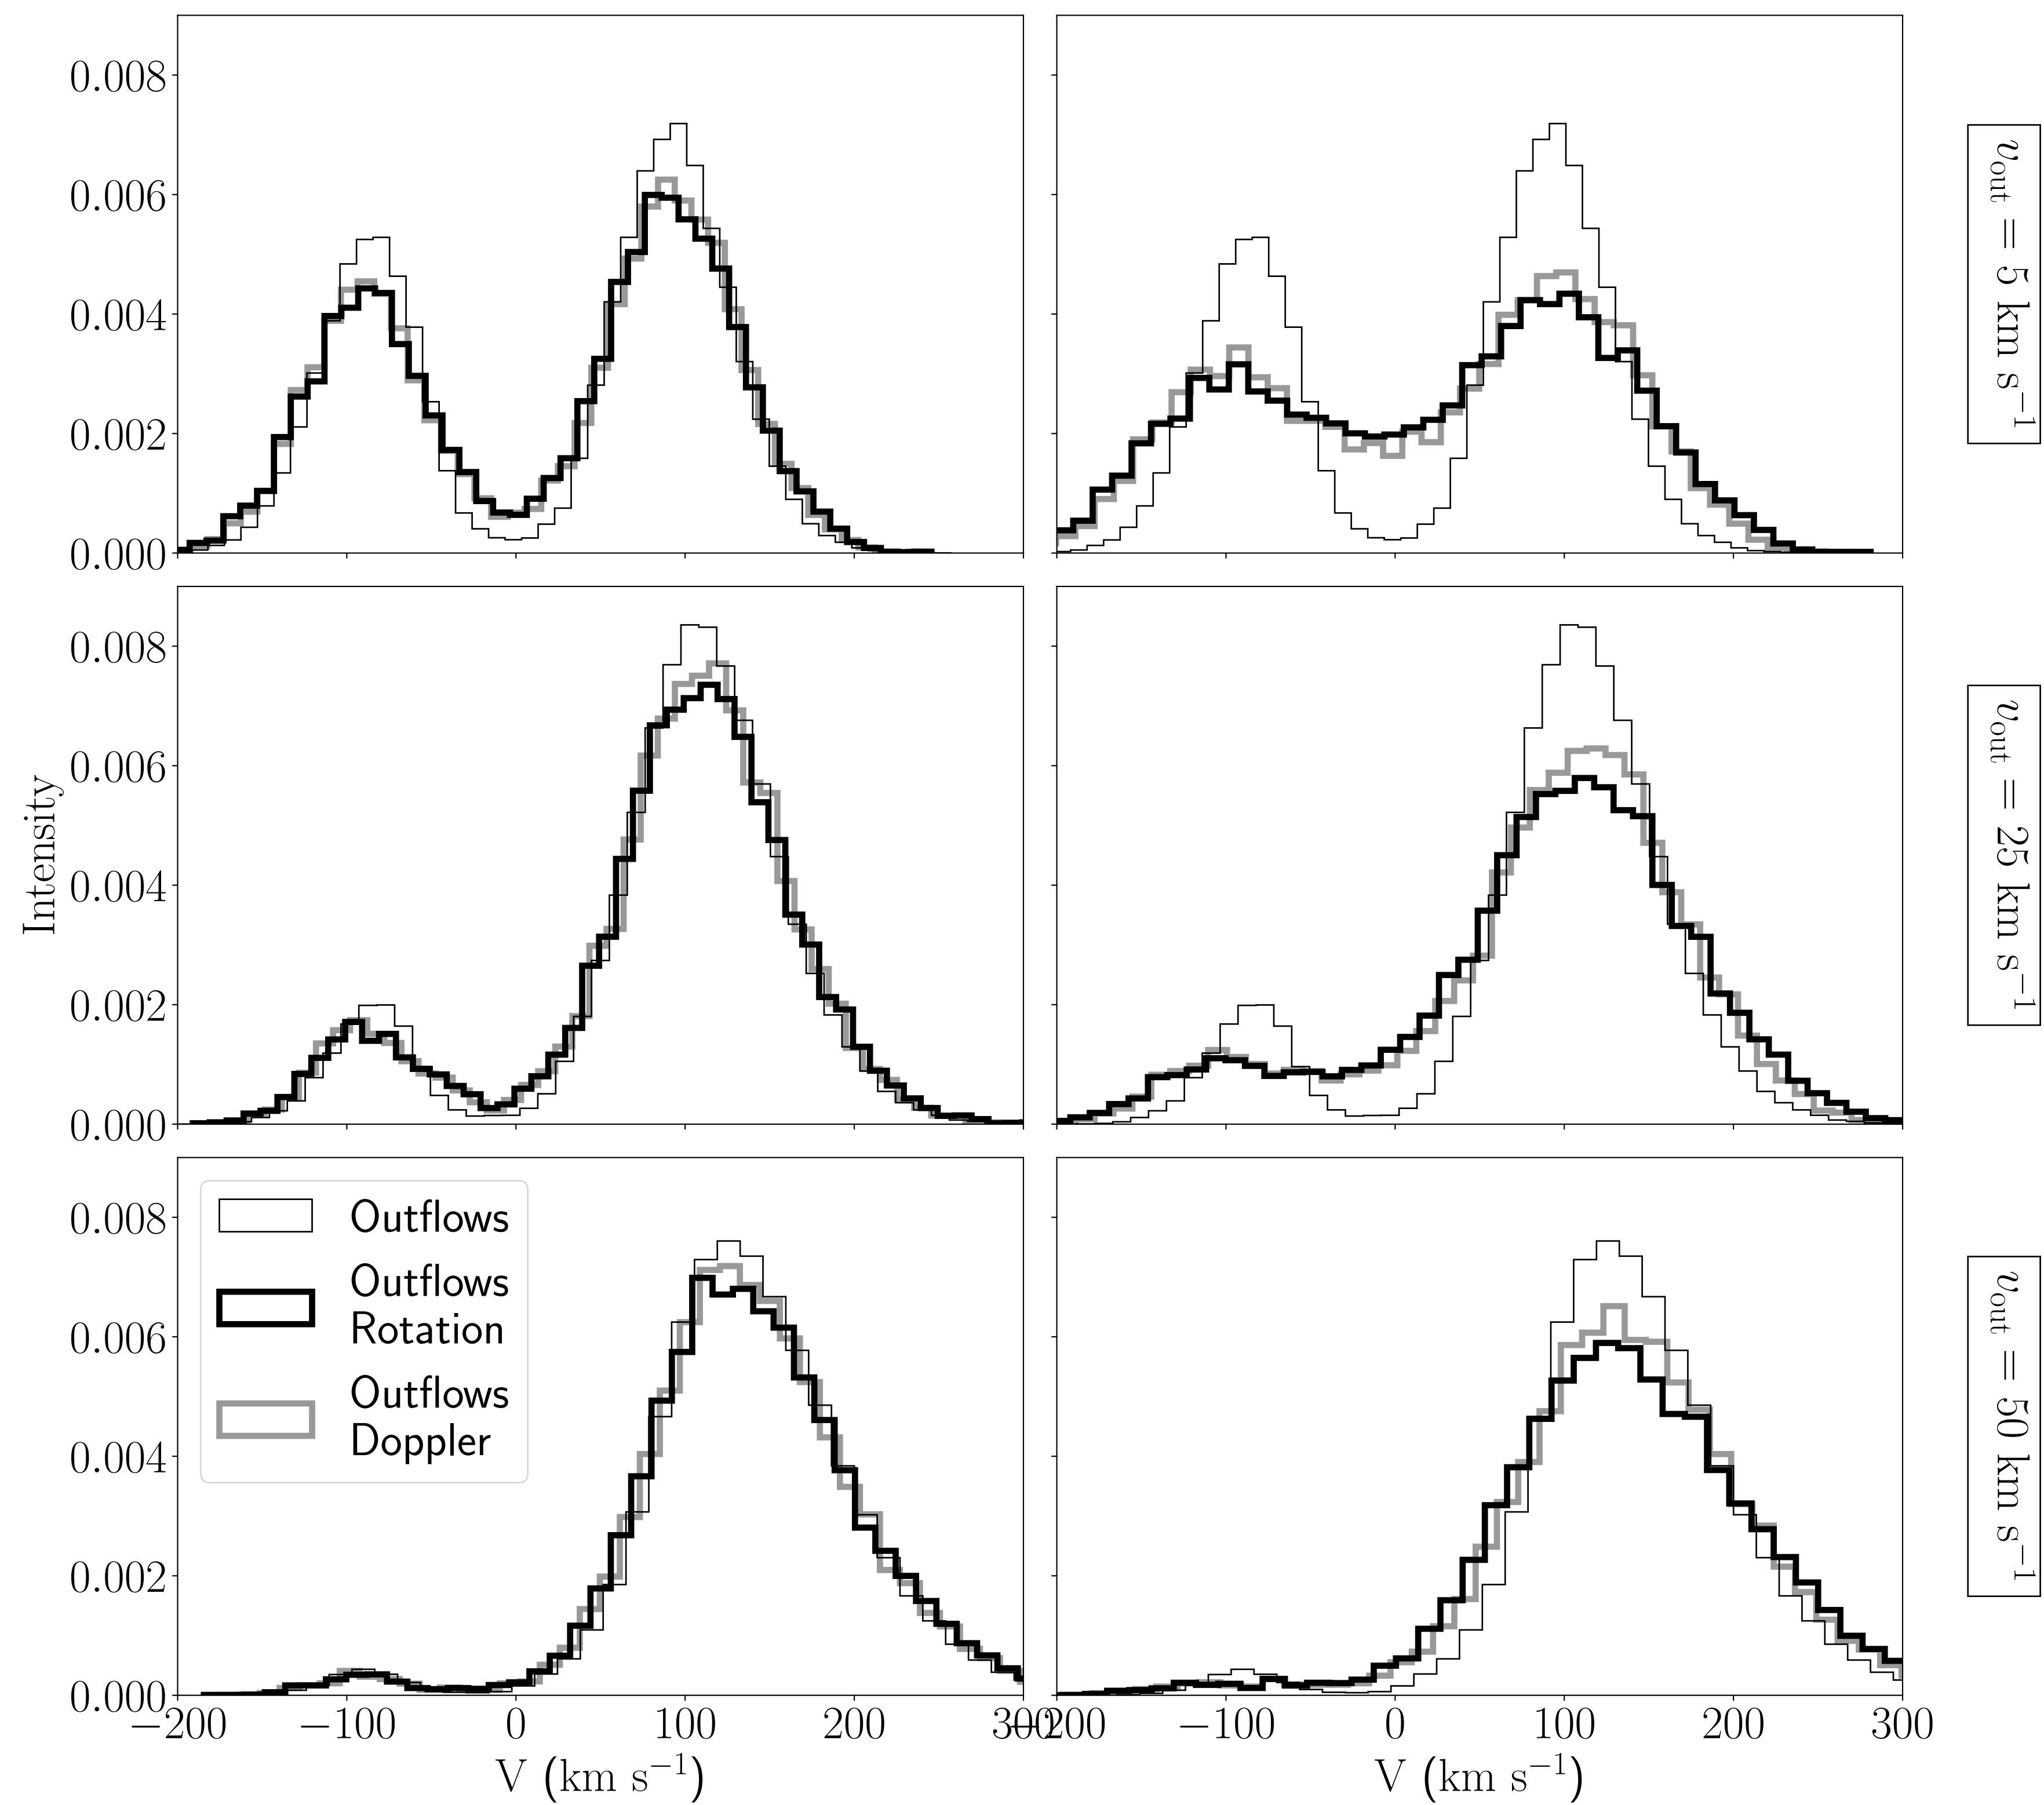 0.008
0.006
0.004
0.002
0.000
v_out = 5 km s⁻¹
0.008
0.006
0.004
0.002
0.000
Intensity
v_out = 25 km s⁻¹
0.008
0.006
0.004
0.002
0.000
Outflows
Outflows
Rotation
Outflows
Doppler
v_out = 50 km s⁻¹
−200 −100 0 100 200 300
−200 −100 0 100 200 300
V (km s⁻¹)
V (km s⁻¹)